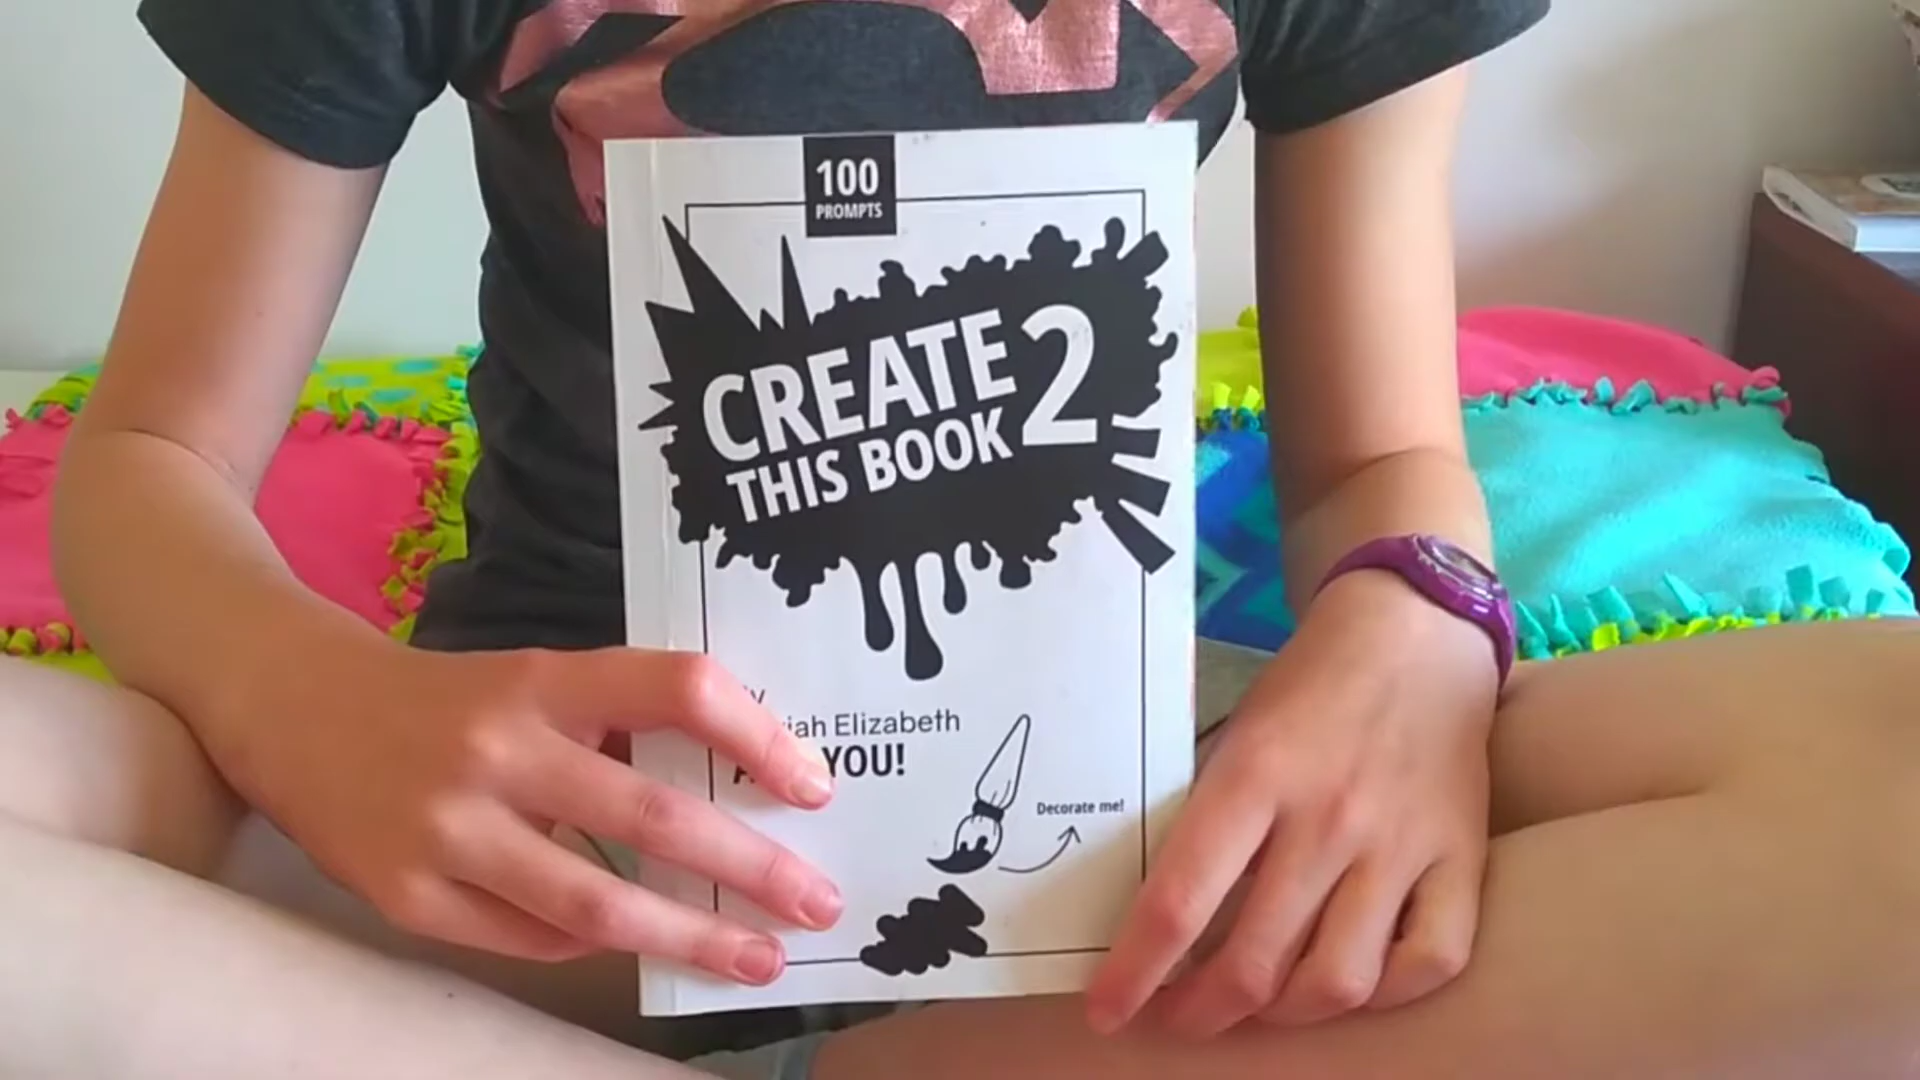 100
PROMPTS
CREATE 2
THIS BOOK
Elizabeth
YOU!
Decorate me!